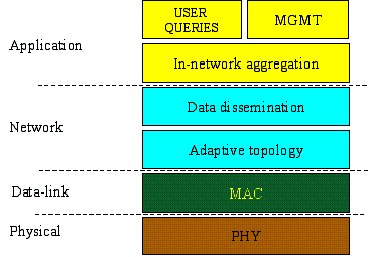 USER
QUERIES
MGMT
Application
In-network aggregation
Data dissemination
Network
Adaptive topology
Data-link
MAC
Physical
PHY